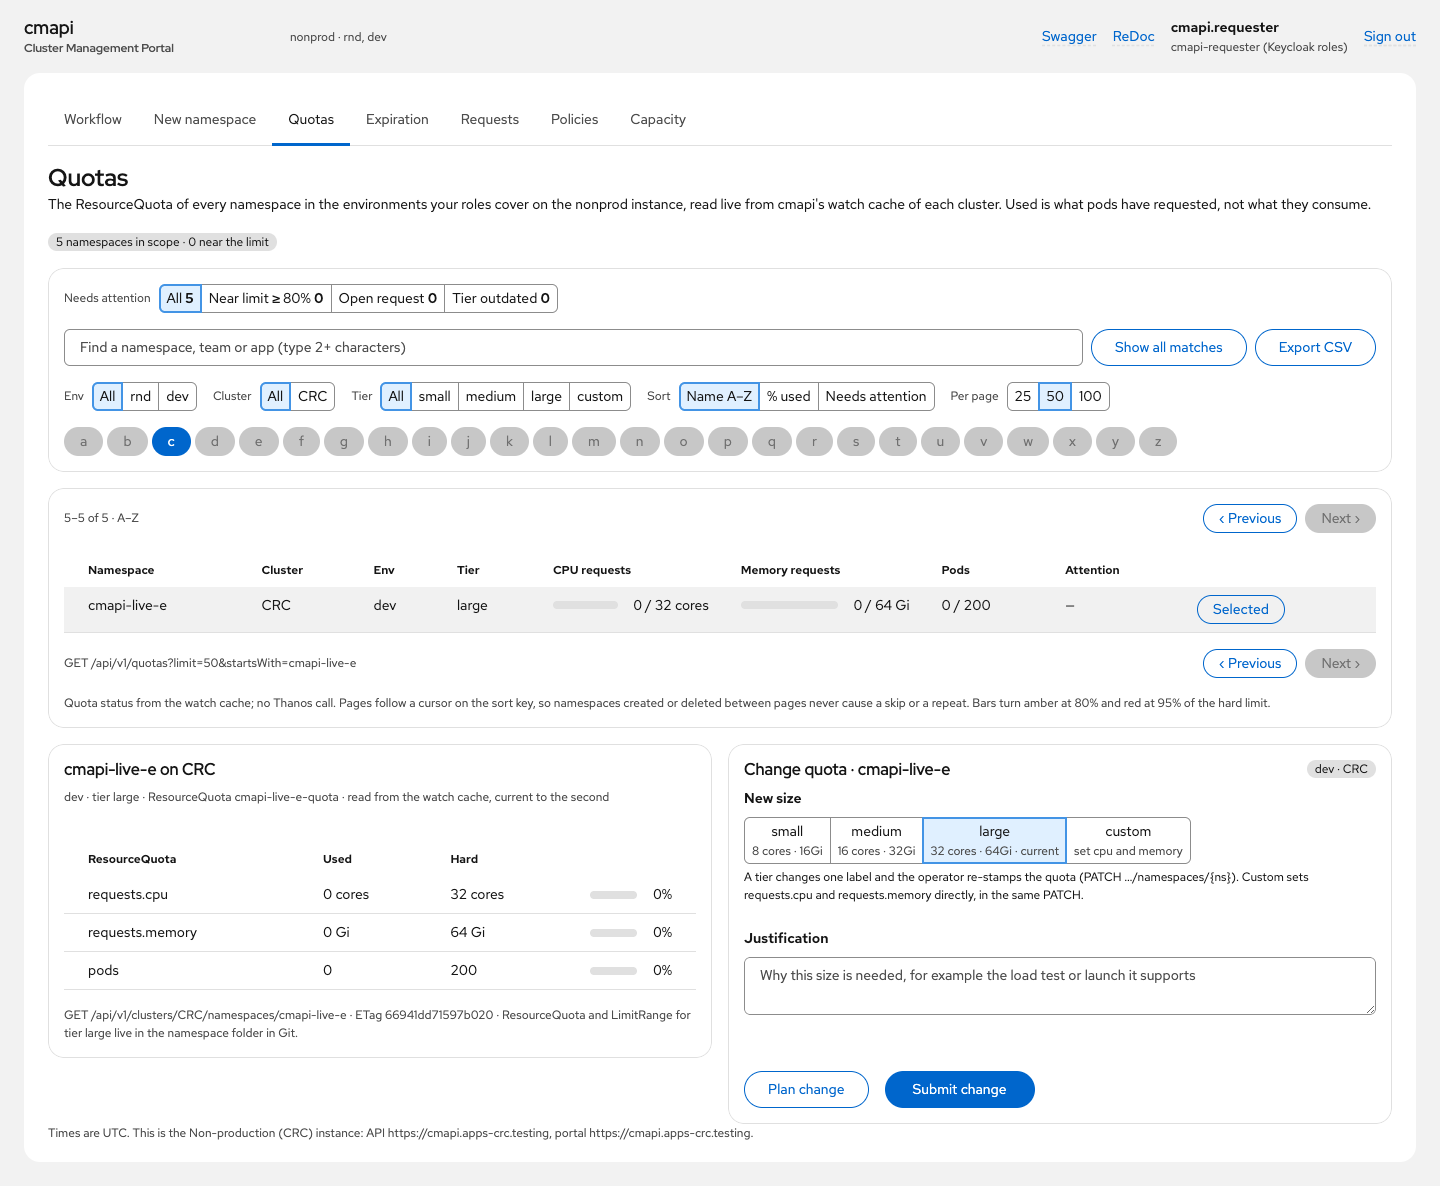 cmapi
Cluster Management Portal
nonprod · rnd, dev
Swagger
ReDoc
cmapi.requester
cmapi-requester (Keycloak roles)
Sign out
Workflow
New namespace
Quotas
Expiration
Requests
Policies
Capacity
Quotas
The ResourceQuota of every namespace in the environments your roles cover on the nonprod instance, read live from cmapi's watch cache of each cluster. Used is what pods have requested, not what they consume.
5 namespaces in scope · 0 near the limit
Needs attention All 5 Near limit ≥ 80% 0 Open request 0 Tier outdated 0
Find a namespace, team or app (type 2+ characters)
Show all matches
Export CSV
Env All rnd dev Cluster All CRC Tier All small medium large custom Sort Name A–Z % used Needs attention Per page 25 50 100
a b c d e f g h i j k l m n o p q r s t u v w x y z
5–5 of 5 · A–Z
‹ Previous
Next ›
Namespace Cluster Env Tier CPU requests Memory requests Pods Attention
cmapi-live-e CRC dev large 0 / 32 cores 0 / 64 Gi 0 / 200 – Selected
GET /api/v1/quotas?limit=50&startsWith=cmapi-live-e
‹ Previous
Next ›
Quota status from the watch cache; no Thanos call. Pages follow a cursor on the sort key, so namespaces created or deleted between pages never cause a skip or a repeat. Bars turn amber at 80% and red at 95% of the hard limit.
cmapi-live-e on CRC
dev · tier large · ResourceQuota cmapi-live-e-quota · read from the watch cache, current to the second
ResourceQuota Used Hard
requests.cpu 0 cores 32 cores 0%
requests.memory 0 Gi 64 Gi 0%
pods 0 200 0%
GET /api/v1/clusters/CRC/namespaces/cmapi-live-e · ETag 66941dd71597b020 · ResourceQuota and LimitRange for
tier large live in the namespace folder in Git.
Change quota · cmapi-live-e
dev · CRC
New size
small medium large custom
8 cores · 16Gi 16 cores · 32Gi 32 cores · 64Gi · current set cpu and memory
A tier changes one label and the operator re-stamps the quota (PATCH …/namespaces/{ns}). Custom sets
requests.cpu and requests.memory directly, in the same PATCH.
Justification
Why this size is needed, for example the load test or launch it supports
Plan change
Submit change
Times are UTC. This is the Non-production (CRC) instance: API https://cmapi.apps-crc.testing, portal https://cmapi.apps-crc.testing.